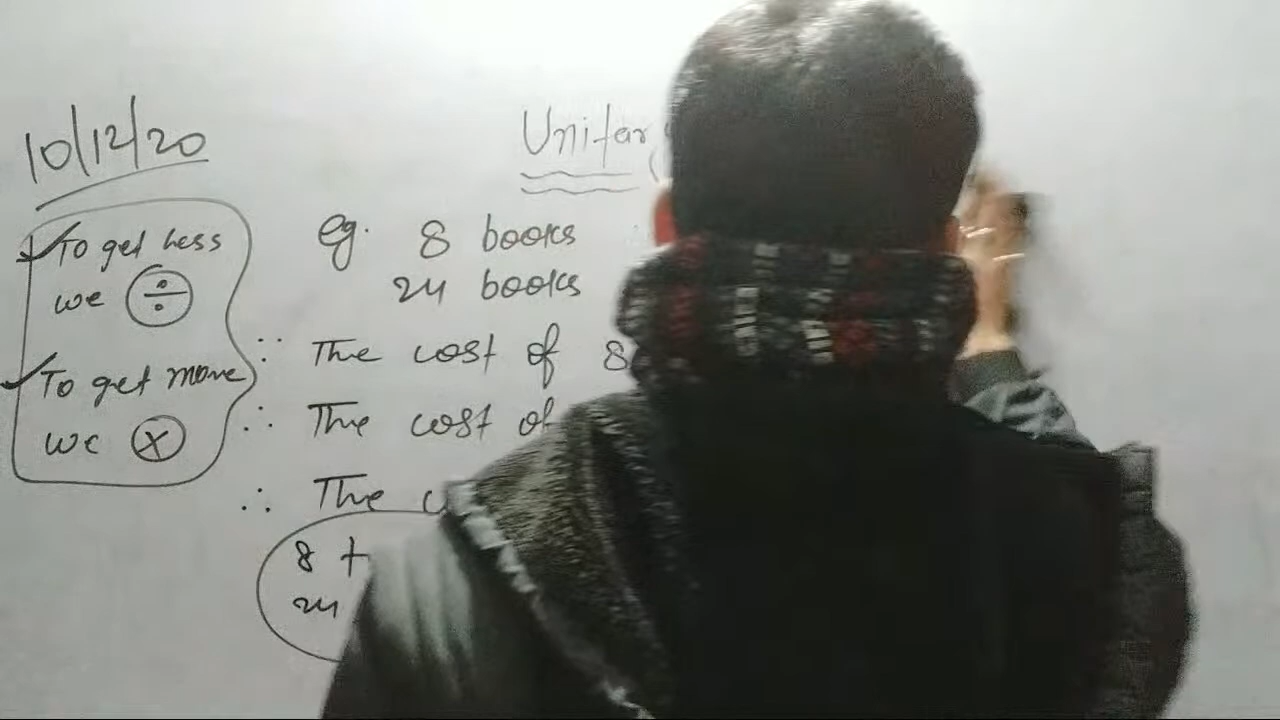 10/12/20
Unitar
To get Less
we ÷
To get more
we ×
eg. 8 books
24 books
∵ The cost of 8
∴ The cost of
∴ The c
8 t
24